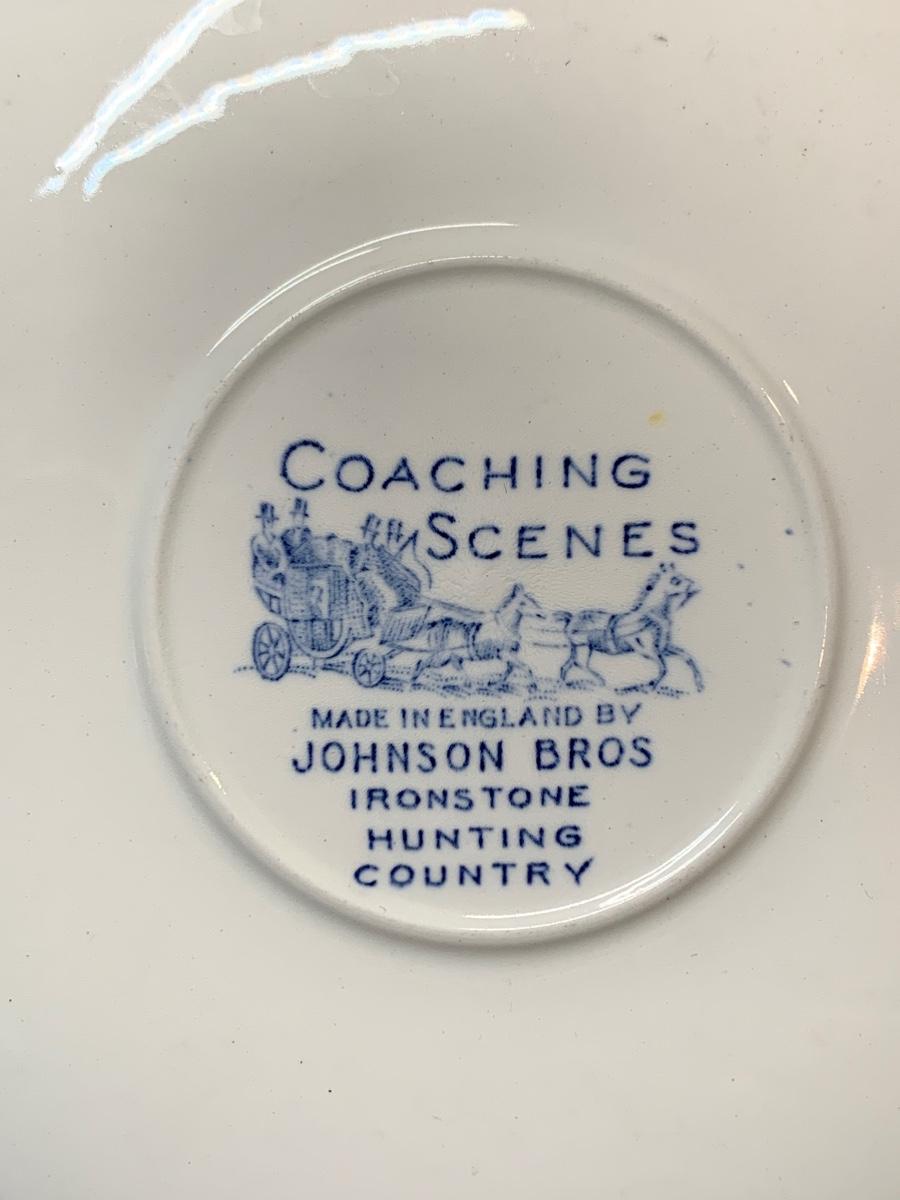 COACHING
SCENES
MADE IN ENGLAND BY
JOHNSON BROS
IRONSTONE
HUNTING
COUNTRY